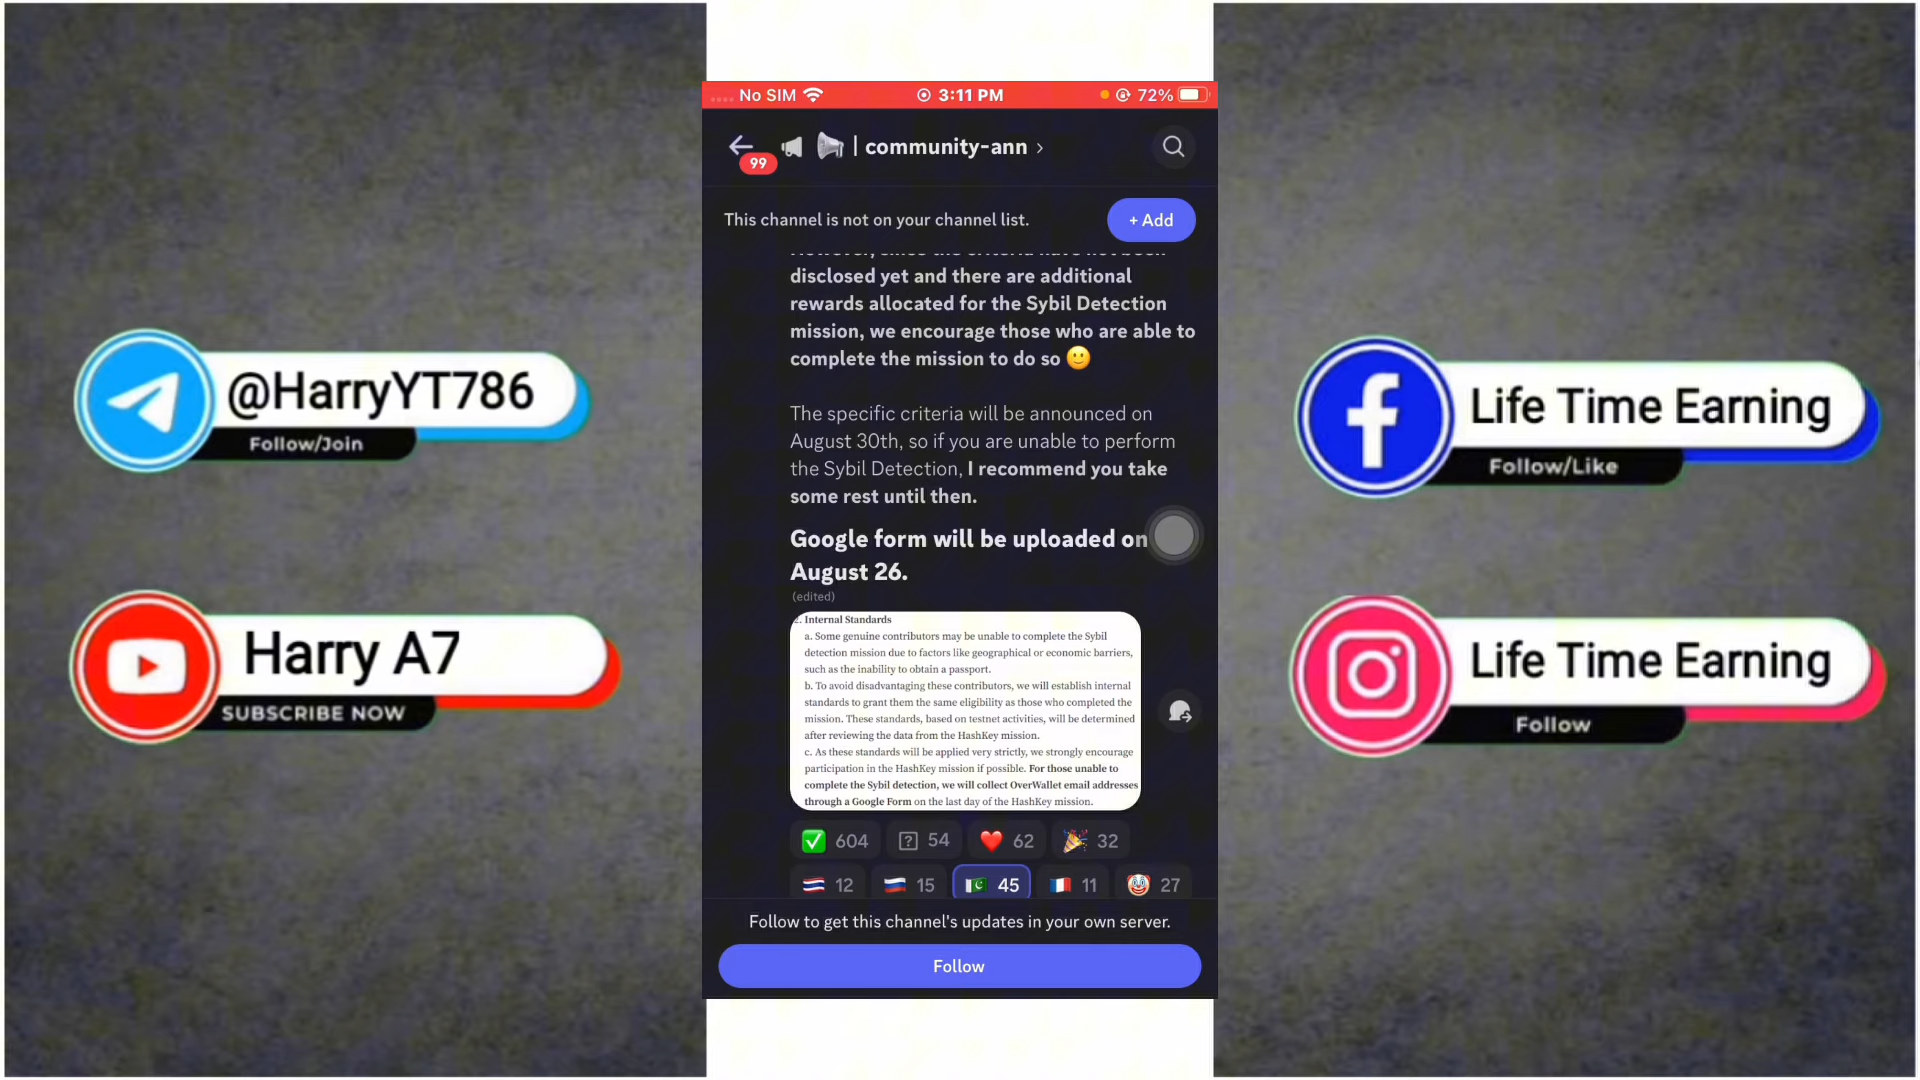 No SIM
3:11 PM
72%
99
| community-ann ›
This channel is not on your channel list.
+ Add
disclosed yet and there are additional
rewards allocated for the Sybil Detection
mission, we encourage those who are able to
complete the mission to do so 🙂
The specific criteria will be announced on
August 30th, so if you are unable to perform
the Sybil Detection, I recommend you take
some rest until then.
Google form will be uploaded on
August 26.
(edited)
Internal Standards
a. Some genuine contributors may be unable to complete the Sybil
detection mission due to factors like geographical or economic barriers,
such as the inability to obtain a passport.
b. To avoid disadvantaging these contributors, we will establish internal
standards to grant them the same eligibility as those who completed the
mission. These standards, based on testnet activities, will be determined
after reviewing the data from the HashKey mission.
c. As these standards will be applied very strictly, we strongly encourage
participation in the HashKey mission if possible. For those unable to
complete the Sybil detection, we will collect OverWallet email addresses
through a Google Form on the last day of the HashKey mission.
604 54 62 32
12 15 45 11 27
Follow to get this channel's updates in your own server.
Follow
@HarryYT786
Follow/Join
Harry A7
SUBSCRIBE NOW
Life Time Earning
Follow/Like
Life Time Earning
Follow